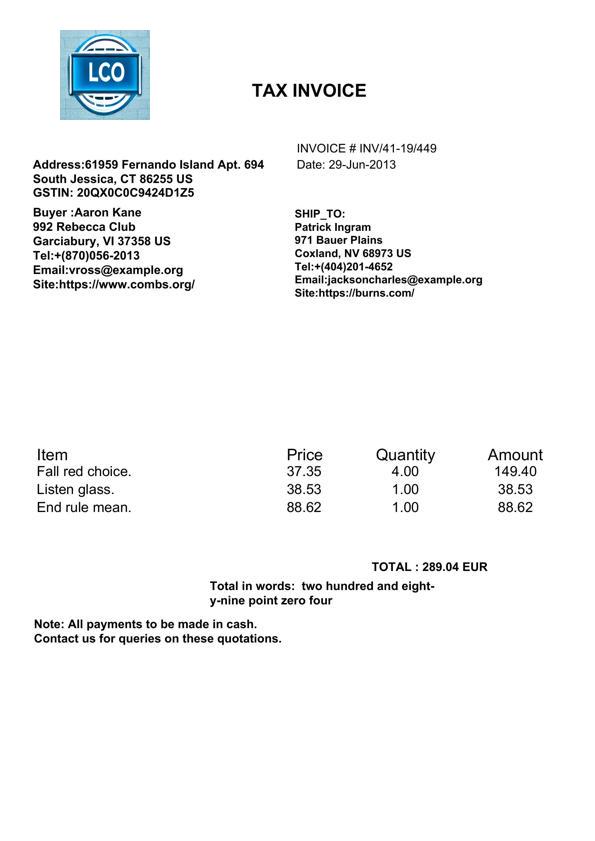 LCO
TAX INVOICE
INVOICE # INV/41-19/449
Date: 29-Jun-2013
Address:61959 Fernando Island Apt. 694
South Jessica, CT 86255 US
GSTIN: 20QX0C0C9424D1Z5
Buyer :Aaron Kane
992 Rebecca Club
Garciabury, VI 37358 US
Tel:+(870)056-2013
Email:vross@example.org
Site:https://www.combs.org/
SHIP_TO:
Patrick Ingram
971 Bauer Plains
Coxland, NV 68973 US
Tel:+(404)201-4652
Email:jacksoncharles@example.org
Site:https://burns.com/
Item Price Quantity Amount
Fall red choice. 37.35 4.00 149.40
Listen glass. 38.53 1.00 38.53
End rule mean. 88.62 1.00 88.62
TOTAL : 289.04 EUR
Total in words: two hundred and eight-
y-nine point zero four
Note: All payments to be made in cash.
Contact us for queries on these quotations.